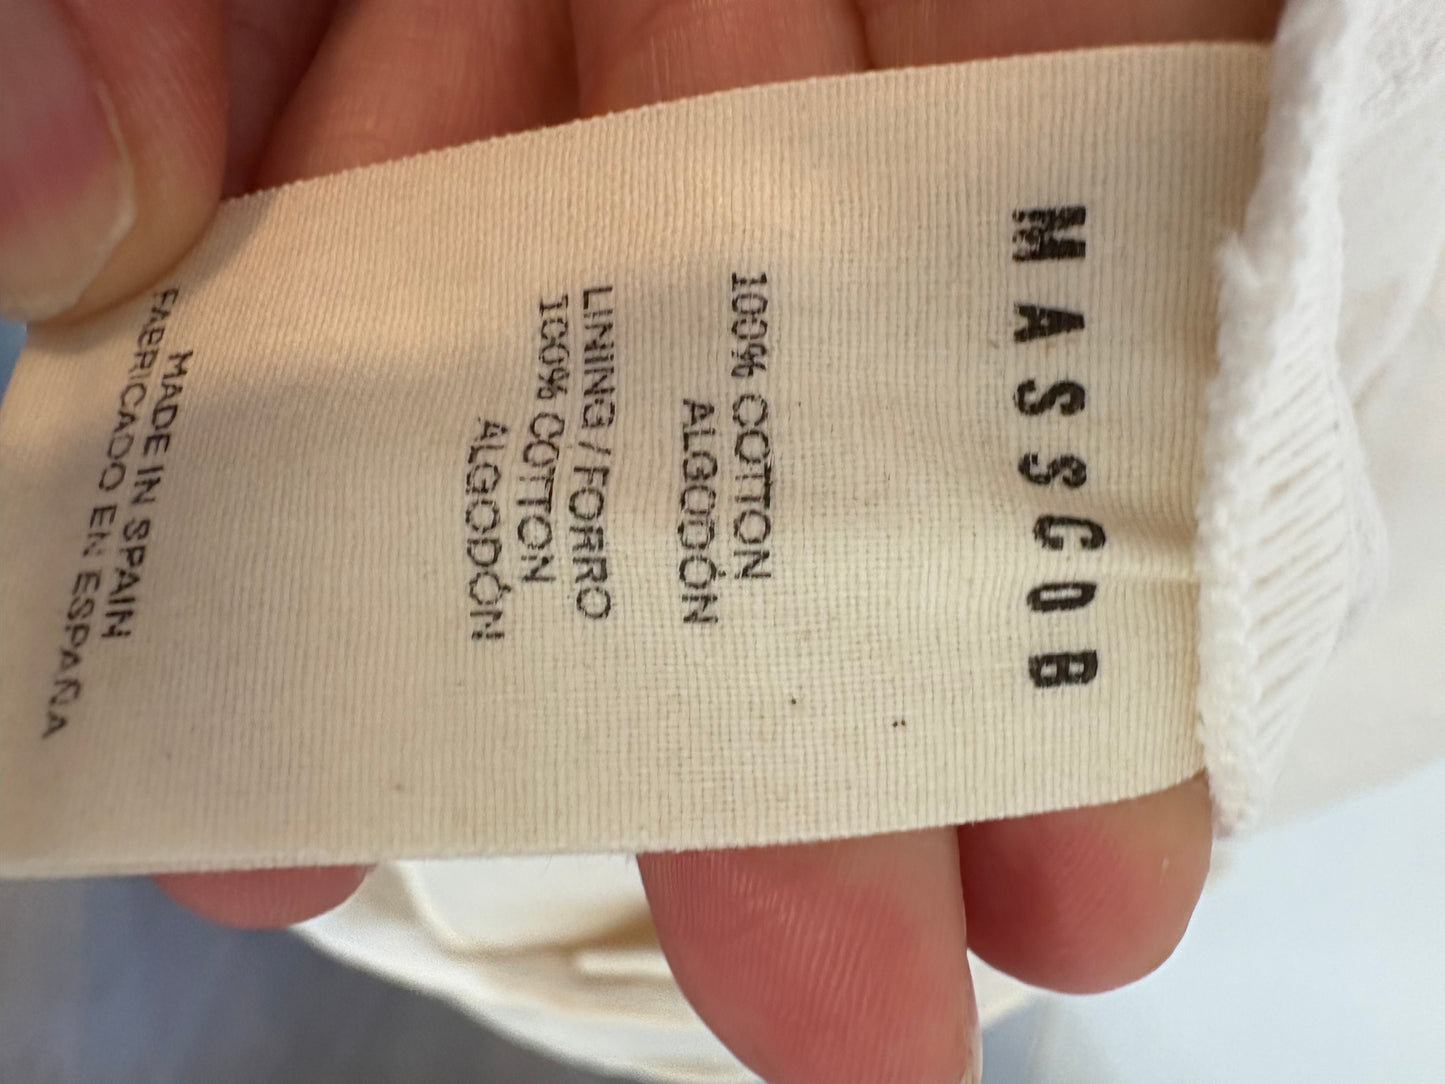 MASSCOB
100% COTTON
ALGODÓN
LINING / FORRO
100% COTTON
ALGODÓN
MADE IN SPAIN
FABRICADO EN ESPAÑA